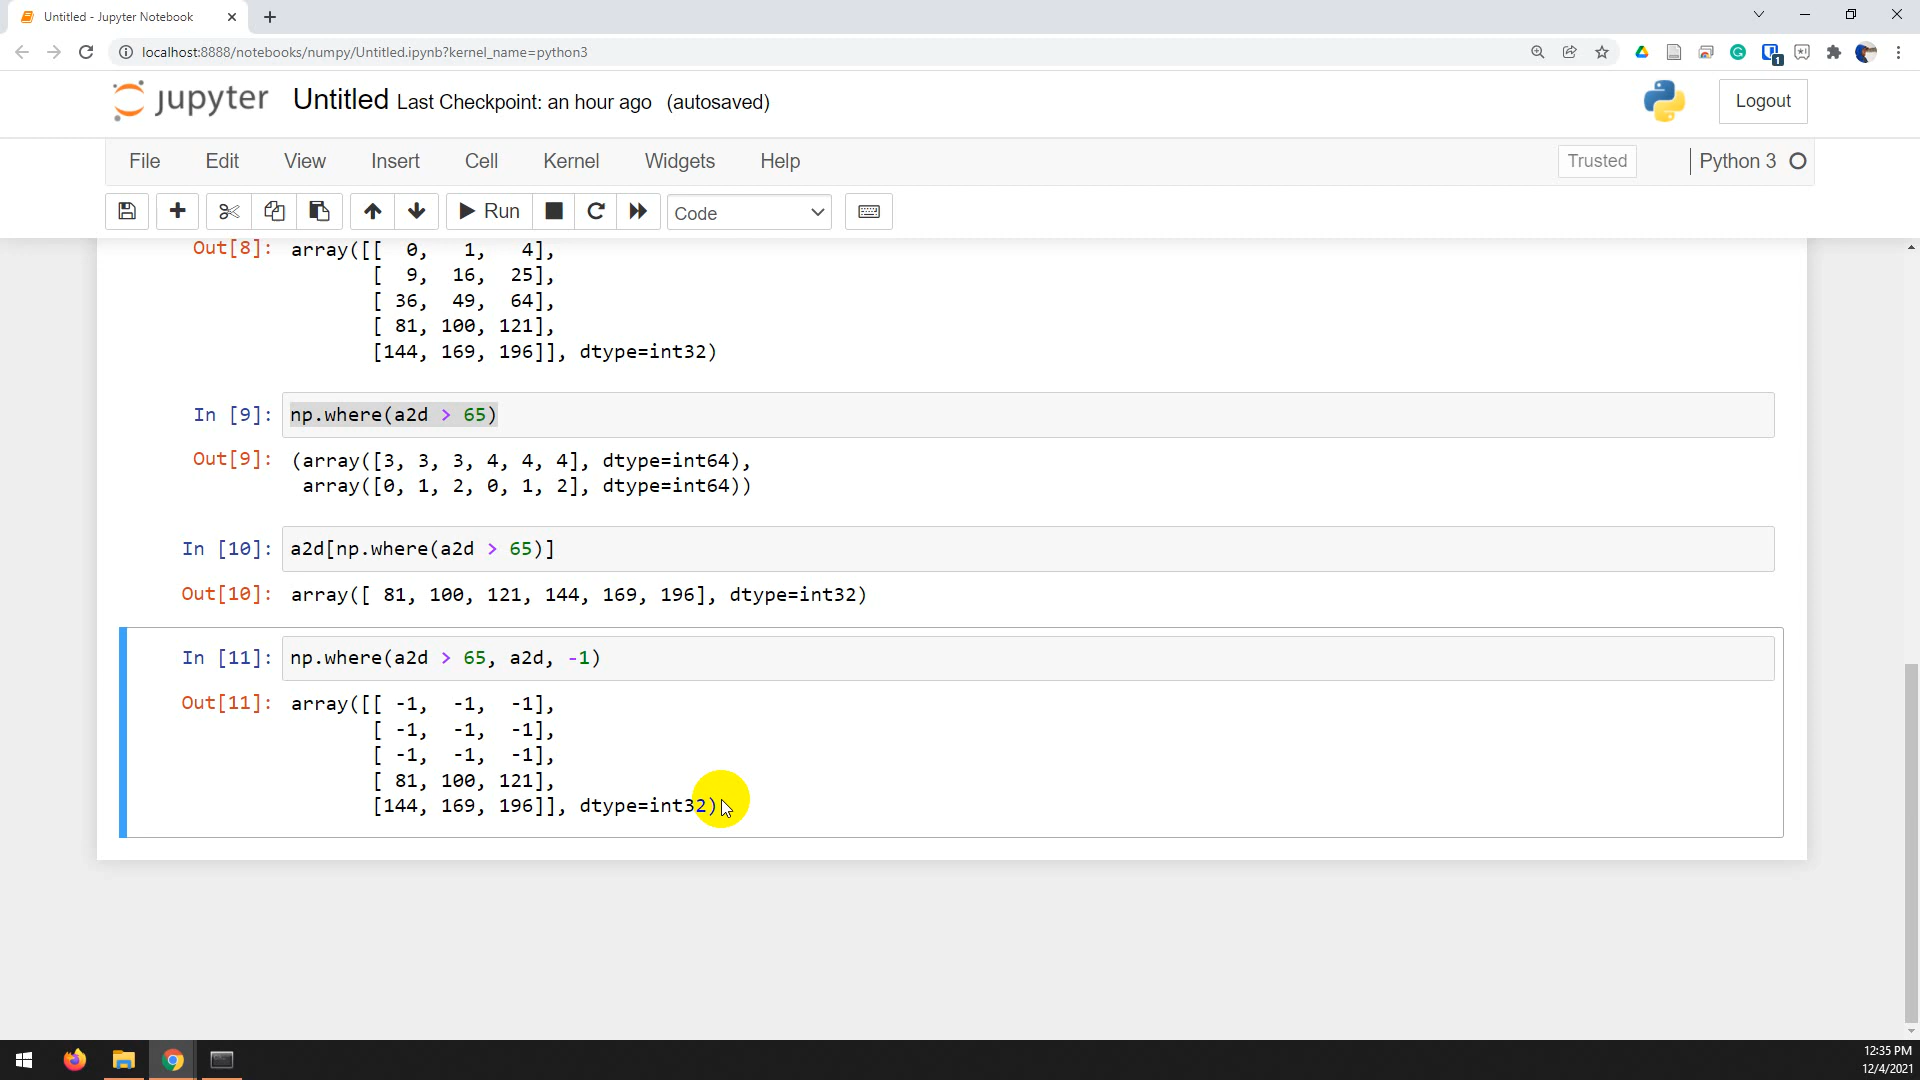 Untitled - Jupyter Notebook
localhost:8888/notebooks/numpy/Untitled.ipynb?kernel_name=python3
1
jupyter Untitled Last Checkpoint: an hour ago (autosaved)
Logout
File Edit View Insert Cell Kernel Widgets Help
Trusted Python 3
Run Code
Out[8]: array([[ 0, 1, 4],
[ 9, 16, 25],
[ 36, 49, 64],
[ 81, 100, 121],
[144, 169, 196]], dtype=int32)
In [9]: np.where(a2d > 65)
Out[9]: (array([3, 3, 3, 4, 4, 4], dtype=int64),
array([0, 1, 2, 0, 1, 2], dtype=int64))
In [10]: a2d[np.where(a2d > 65)]
Out[10]: array([ 81, 100, 121, 144, 169, 196], dtype=int32)
In [11]: np.where(a2d > 65, a2d, -1)
Out[11]: array([[ -1, -1, -1],
[ -1, -1, -1],
[ -1, -1, -1],
[ 81, 100, 121],
[144, 169, 196]], dtype=int32)
12:35 PM
12/4/2021